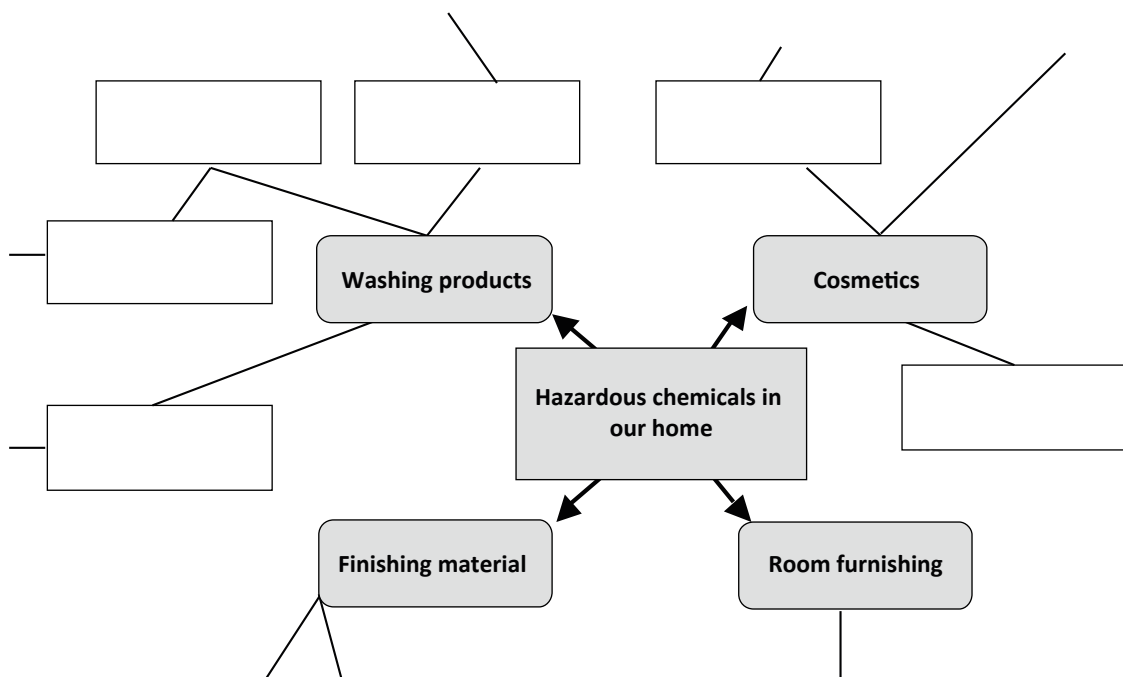 Washing products
Cosmetics
Hazardous chemicals in
our home
Finishing material
Room furnishing